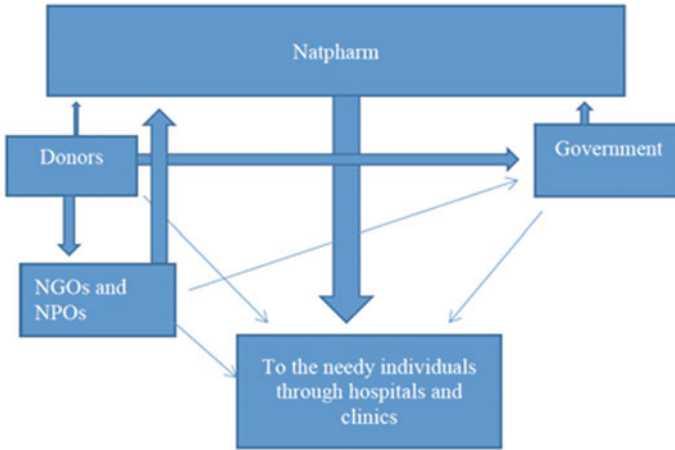 Natpharm
Donors
Government
NGOs and
NPOs
To the needy individuals
through hospitals and
clinics